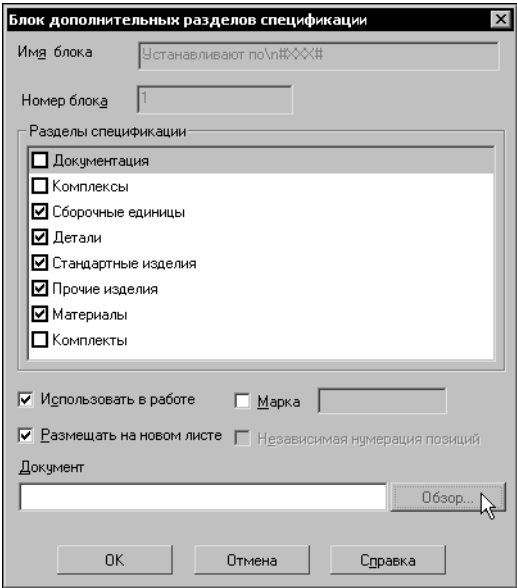 Блок дополнительных разделов спецификации
Имя блока
Устанавливают по\n#XXX#
Номер блока
1
Разделы спецификации
Документация
Комплексы
Сборочные единицы
Детали
Стандартные изделия
Прочие изделия
Материалы
Комплекты
Использовать в работе
Марка
Размещать на новом листе
Независимая нумерация позиций
Документ
Обзор...
ОК
Отмена
Справка